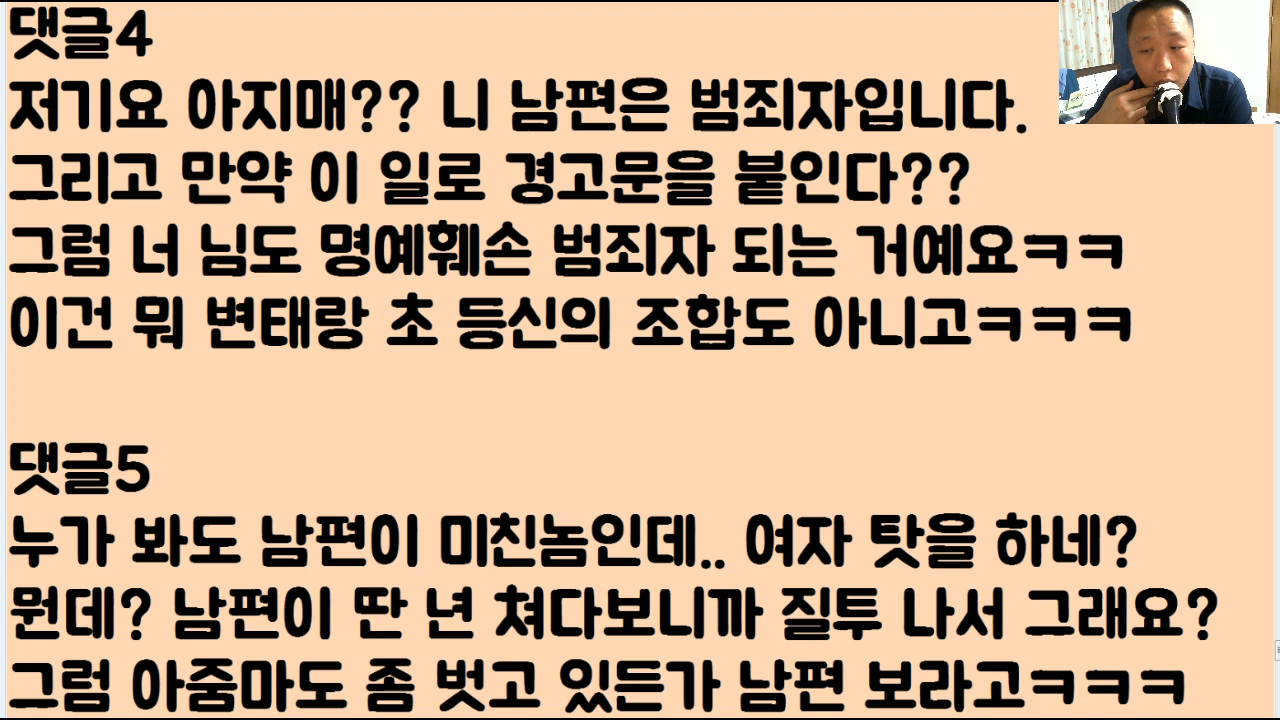 댓글4
저기요 아지매?? 니 남편은 범죄자입니다.
그리고 만약 이 일로 경고문을 붙인다??
그럼 너 님도 명예훼손 범죄자 되는 거예요ㅋㅋ
이건 뭐 변태랑 초 등신의 조합도 아니고ㅋㅋㅋ
댓글5
누가 봐도 남편이 미친놈인데.. 여자 탓을 하네?
뭔데? 남편이 딴 년 쳐다보니까 질투 나서 그래요?
그럼 아줌마도 좀 벗고 있든가 남편 보라고ㅋㅋㅋ